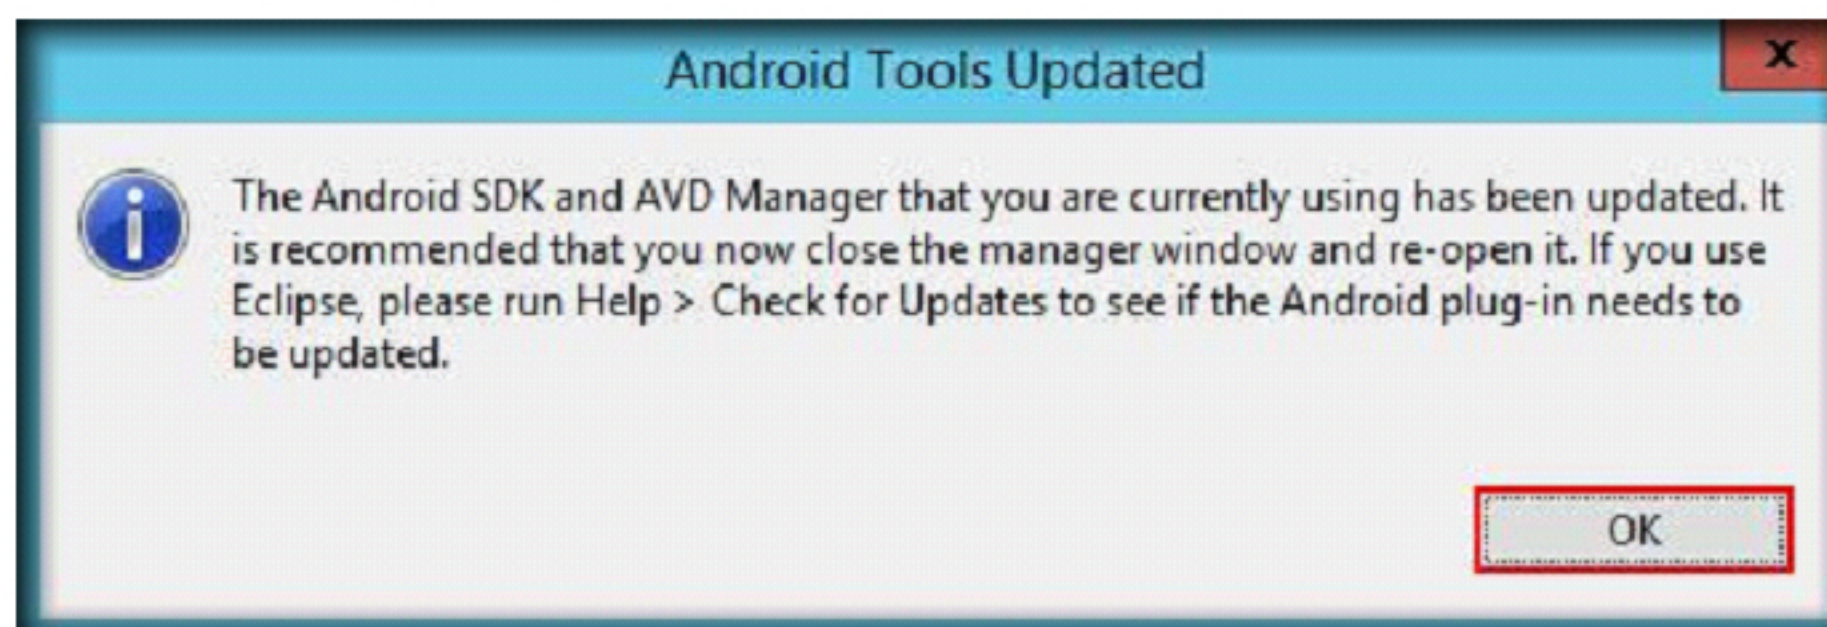 Android Tools Updated
x
The Android SDK and AVD Manager that you are currently using has been updated. It
is recommended that you now close the manager window and re-open it. If you use
Eclipse, please run Help > Check for Updates to see if the Android plug-in needs to
be updated.
OK